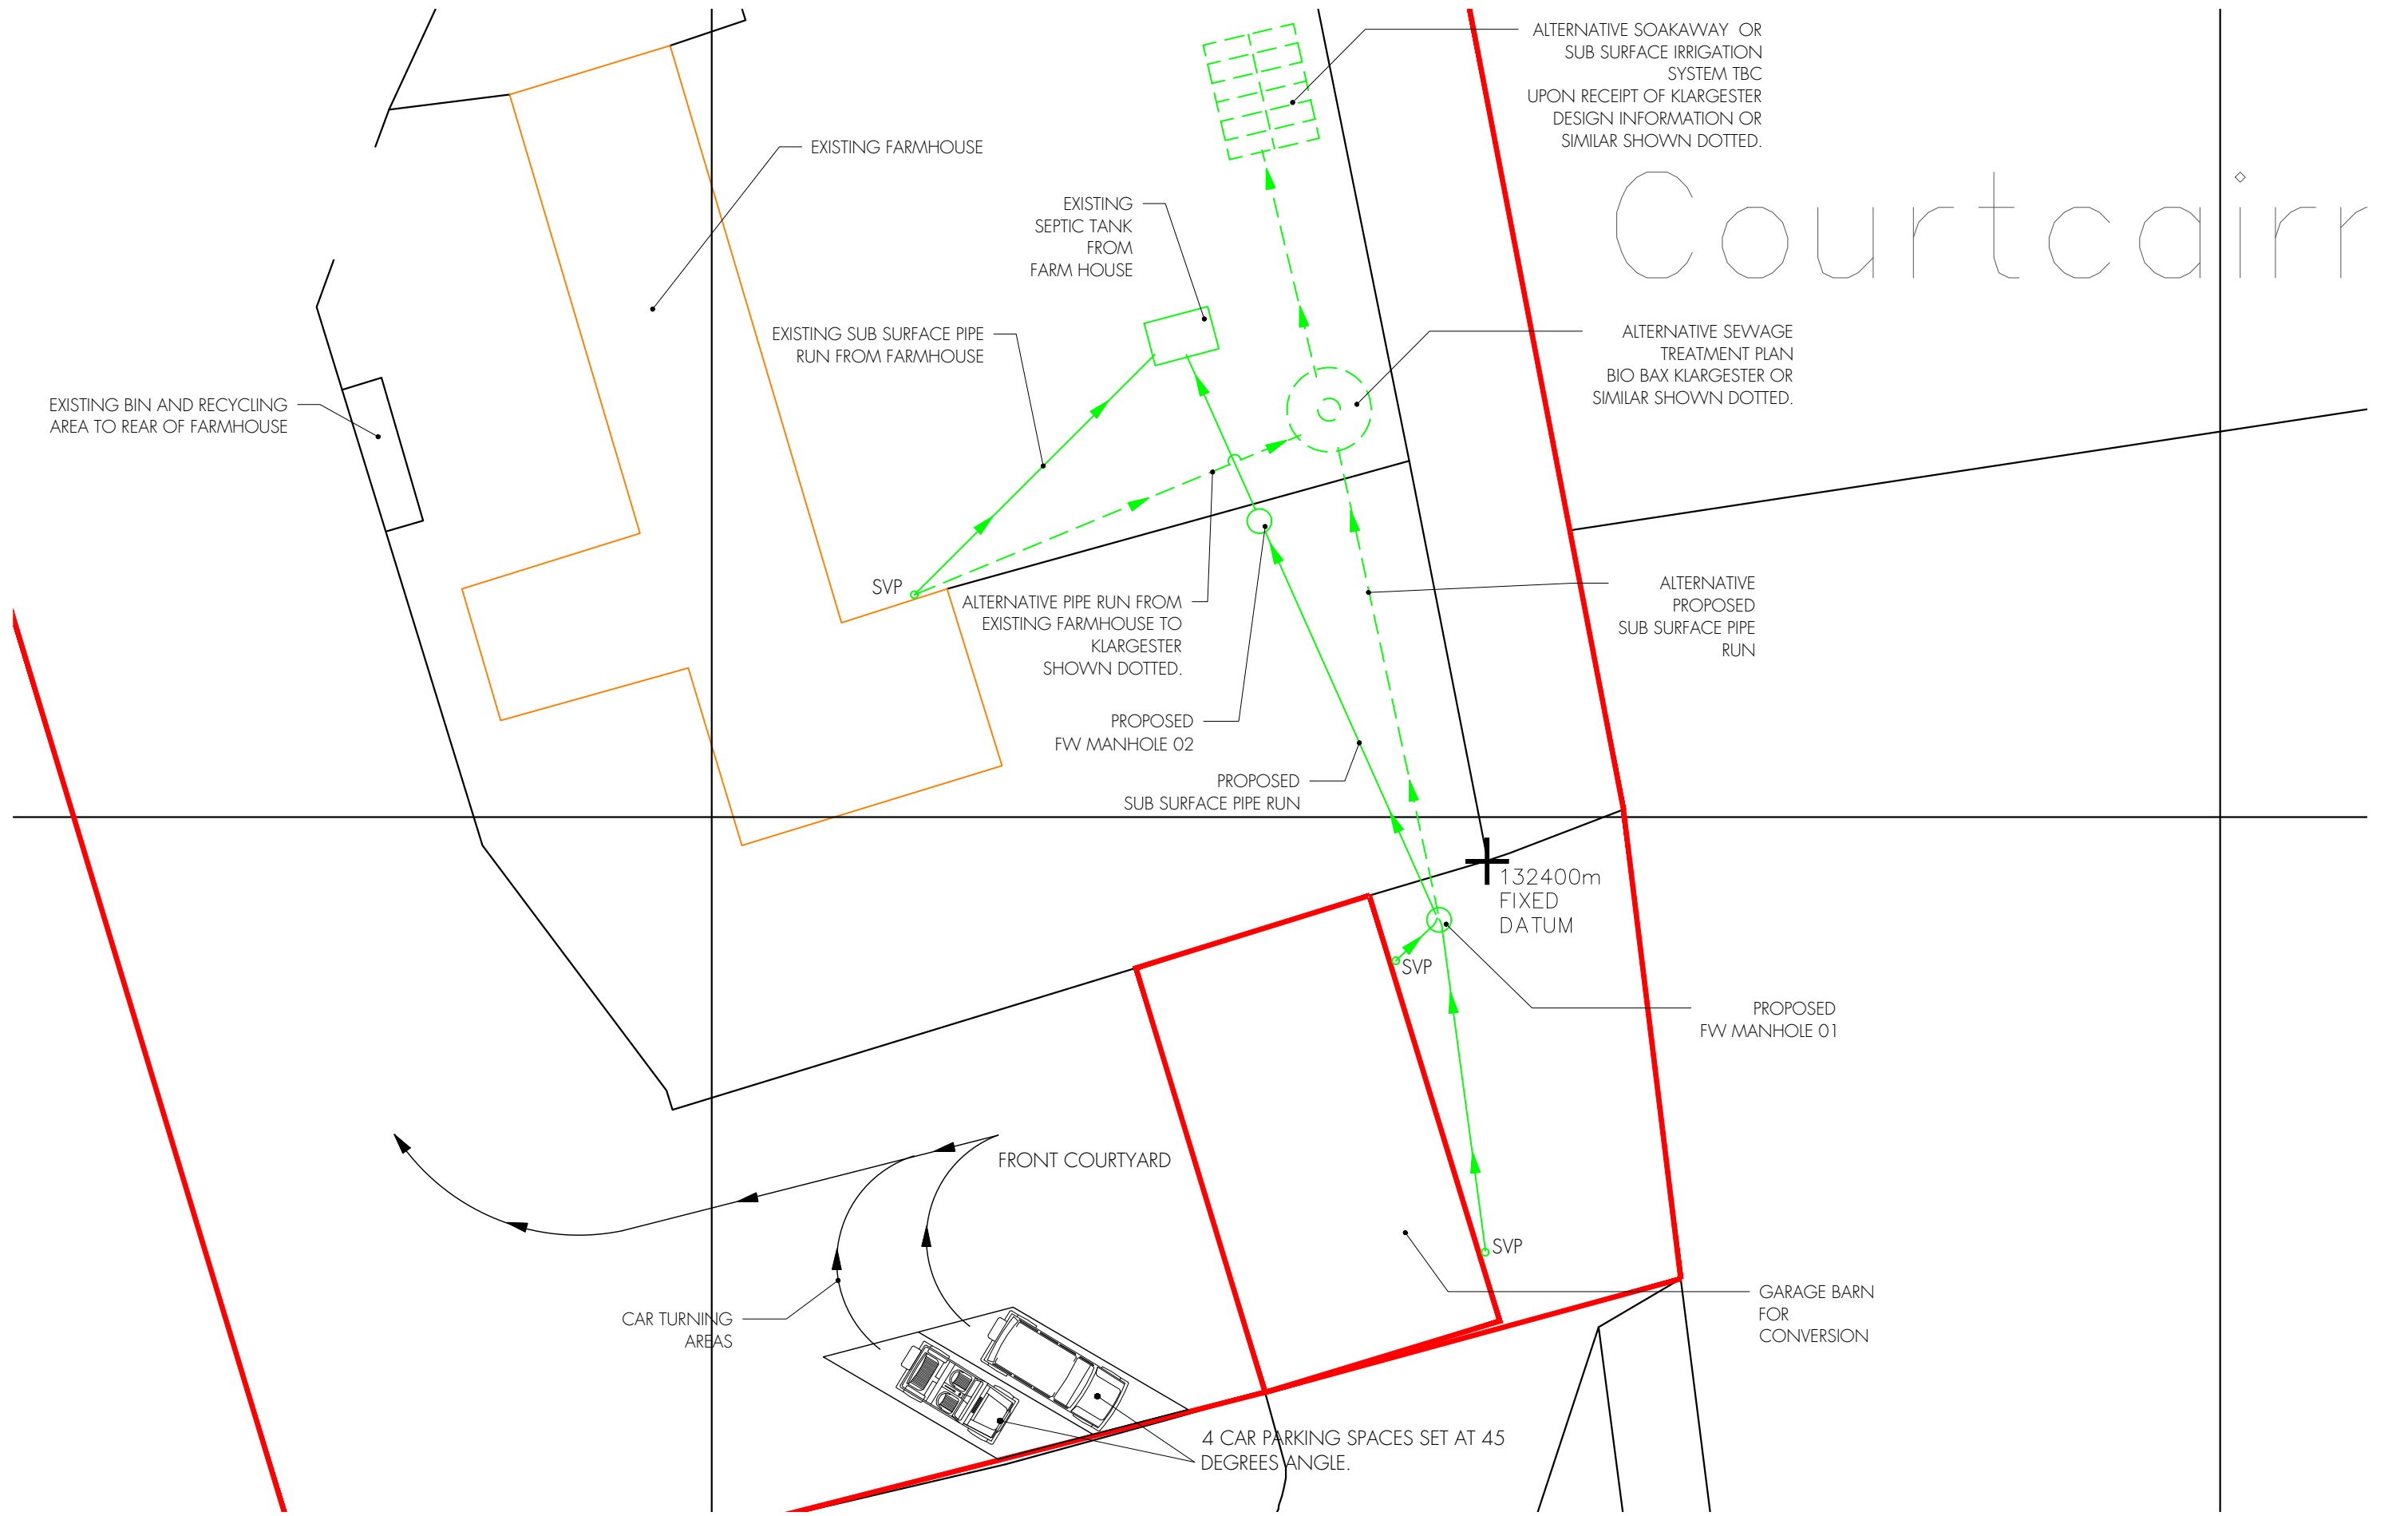 ALTERNATIVE SOAKAWAY OR
SUB SURFACE IRRIGATION
SYSTEM TBC
UPON RECEIPT OF KLARGESTER
DESIGN INFORMATION OR
SIMILAR SHOWN DOTTED.
EXISTING FARMHOUSE
Courtcairr
EXISTING
SEPTIC TANK
FROM
FARM HOUSE
EXISTING SUB SURFACE PIPE
RUN FROM FARMHOUSE
ALTERNATIVE SEWAGE
TREATMENT PLAN
BIO BAX KLARGESTER OR
SIMILAR SHOWN DOTTED.
EXISTING BIN AND RECYCLING
AREA TO REAR OF FARMHOUSE
SVP
ALTERNATIVE PIPE RUN FROM
EXISTING FARMHOUSE TO
KLARGESTER
SHOWN DOTTED.
ALTERNATIVE
PROPOSED
SUB SURFACE PIPE
RUN
PROPOSED
FW MANHOLE 02
PROPOSED
SUB SURFACE PIPE RUN
132400m
FIXED
DATUM
SVP
PROPOSED
FW MANHOLE 01
FRONT COURTYARD
SVP
GARAGE BARN
FOR
CONVERSION
CAR TURNING
AREAS
4 CAR PARKING SPACES SET AT 45
DEGREES ANGLE.